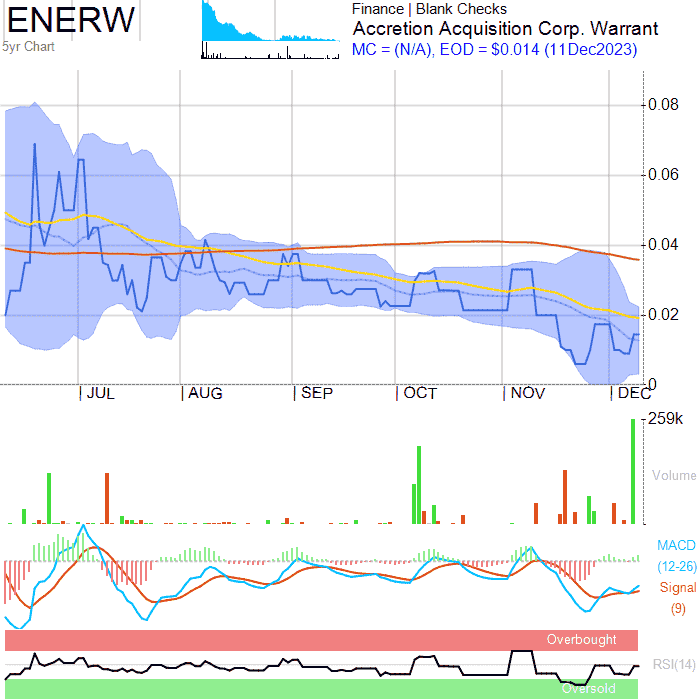 ENERW
5yr Chart
Finance | Blank Checks
Accretion Acquisition Corp. Warrant
MC = (N/A), EOD = $0.014 (11Dec2023)
0.08
0.06
0.04
0.02
0
JUL
AUG
SEP
OCT
NOV
DEC
259k
Volume
MACD
(12-26)
Signal
(9)
Overbought
RSI(14)
Oversold